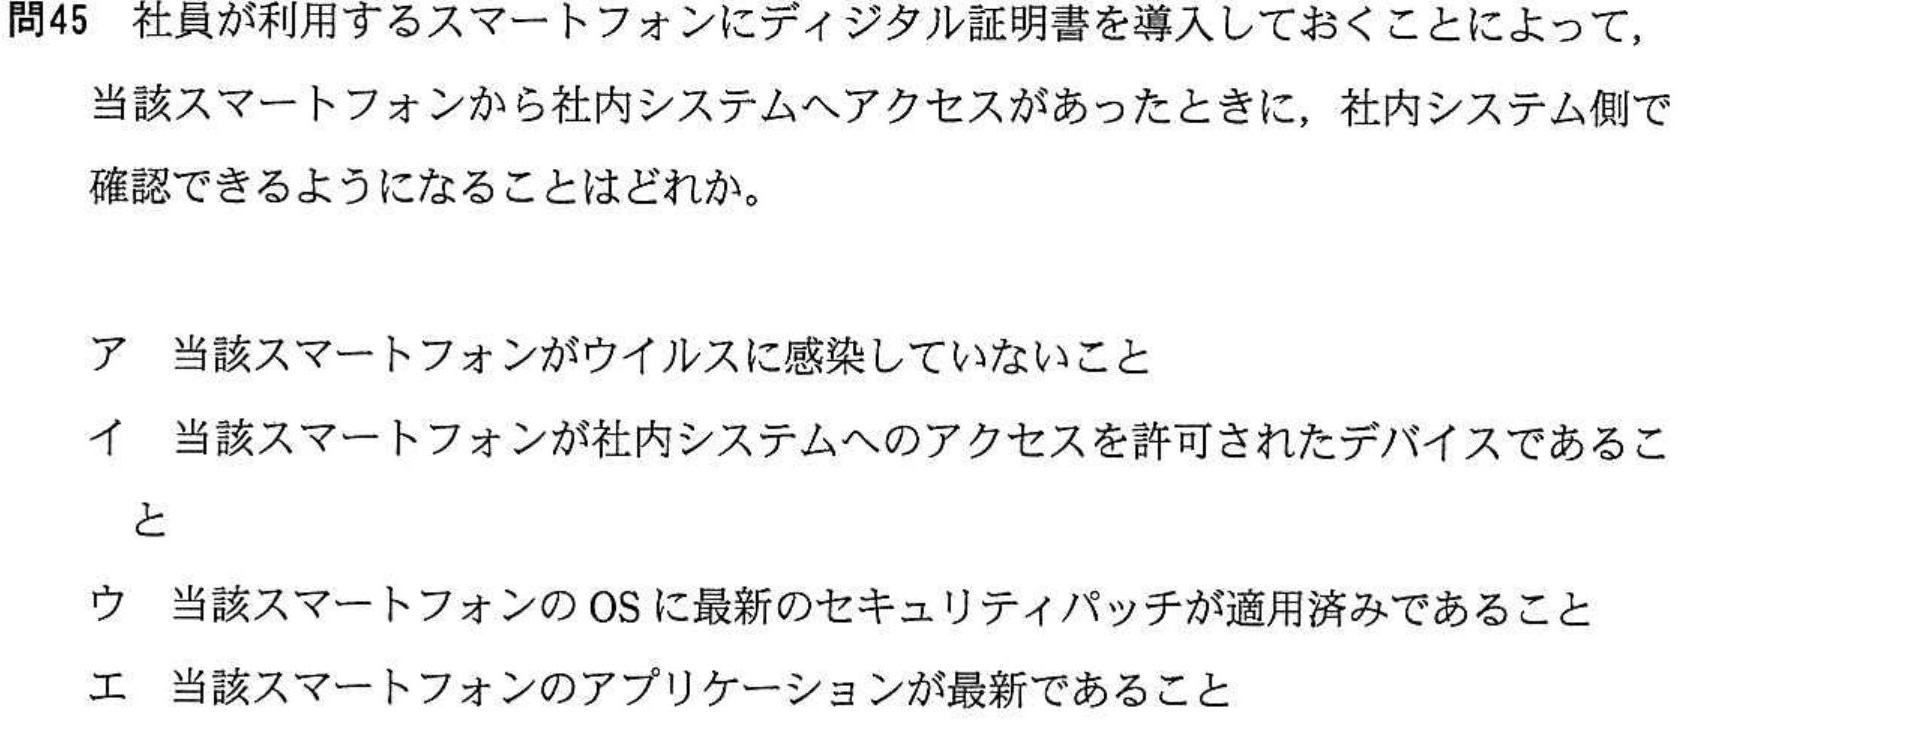 問45　社員が利用するスマートフォンにディジタル証明書を導入しておくことによって，
当該スマートフォンから社内システムへアクセスがあったときに，社内システム側で
確認できるようになることはどれか。
ア　当該スマートフォンがウイルスに感染していないこと
イ　当該スマートフォンが社内システムへのアクセスを許可されたデバイスであるこ
と
ウ　当該スマートフォンの OS に最新のセキュリティパッチが適用済みであること
エ　当該スマートフォンのアプリケーションが最新であること